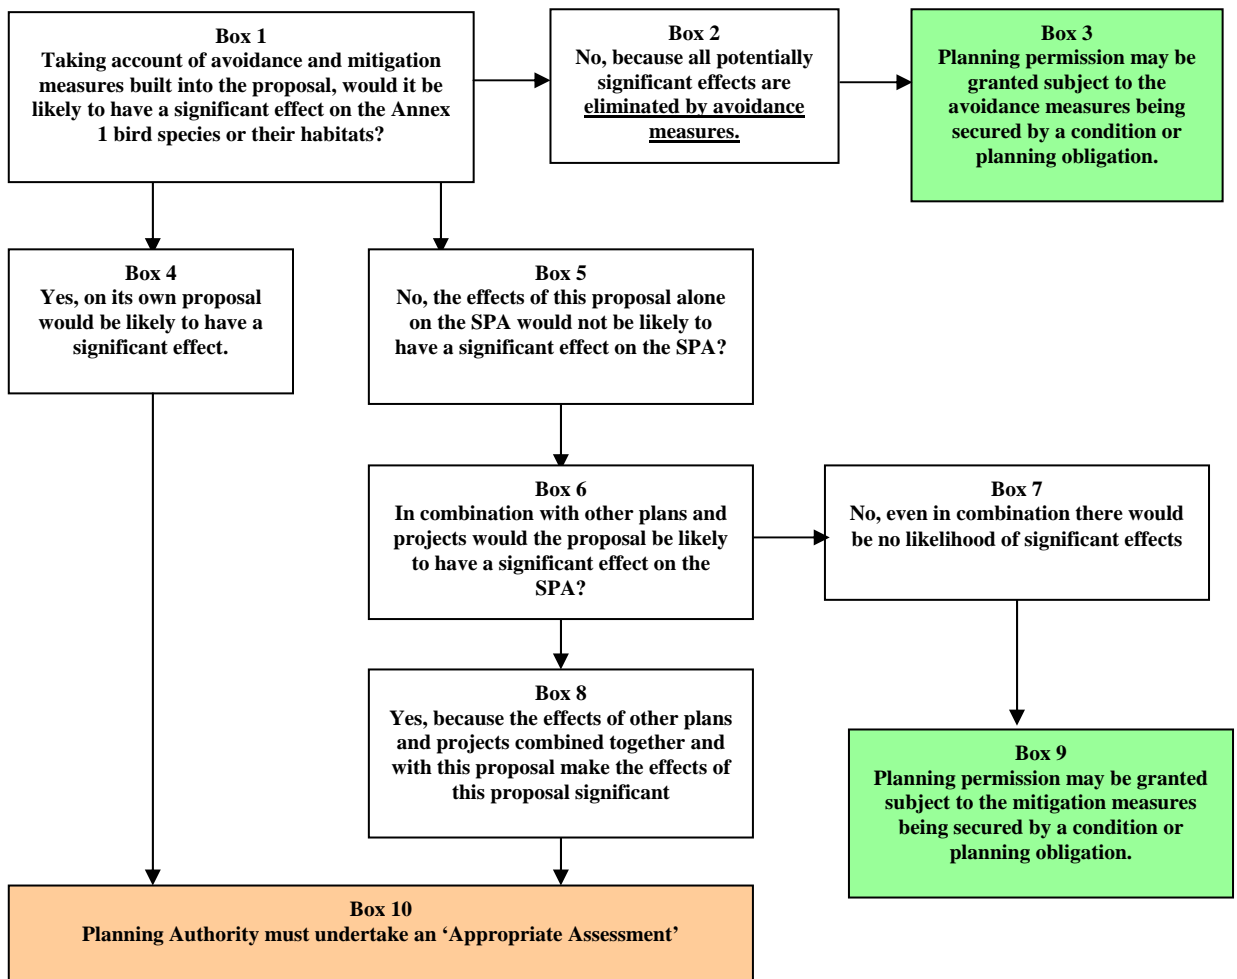 Box 1
Taking account of avoidance and mitigation
measures built into the proposal, would it be
likely to have a significant effect on the Annex
1 bird species or their habitats?
Box 2
No, because all potentially
significant effects are
eliminated by avoidance
measures.
Box 3
Planning permission may be
granted subject to the
avoidance measures being
secured by a condition or
planning obligation.
Box 4
Yes, on its own proposal
would be likely to have a
significant effect.
Box 5
No, the effects of this proposal alone
on the SPA would not be likely to
have a significant effect on the SPA?
Box 6
In combination with other plans and
projects would the proposal be likely
to have a significant effect on the
SPA?
Box 7
No, even in combination there would
be no likelihood of significant effects
Box 8
Yes, because the effects of other plans
and projects combined together and
with this proposal make the effects of
this proposal significant
Box 9
Planning permission may be granted
subject to the mitigation measures
being secured by a condition or
planning obligation.
Box 10
Planning Authority must undertake an ‘Appropriate Assessment’